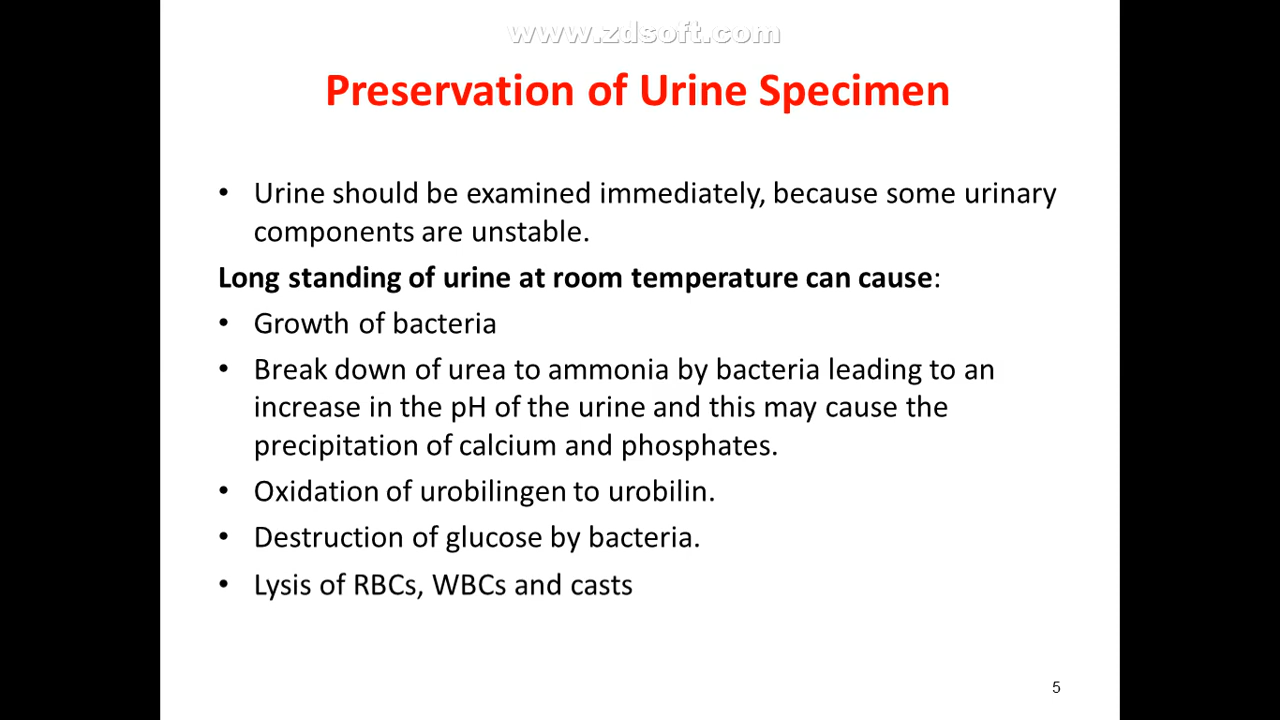 www.zdsoft.com
Preservation of Urine Specimen
• Urine should be examined immediately, because some urinary
components are unstable.
Long standing of urine at room temperature can cause:
• Growth of bacteria
• Break down of urea to ammonia by bacteria leading to an
increase in the pH of the urine and this may cause the
precipitation of calcium and phosphates.
• Oxidation of urobilingen to urobilin.
• Destruction of glucose by bacteria.
• Lysis of RBCs, WBCs and casts
5